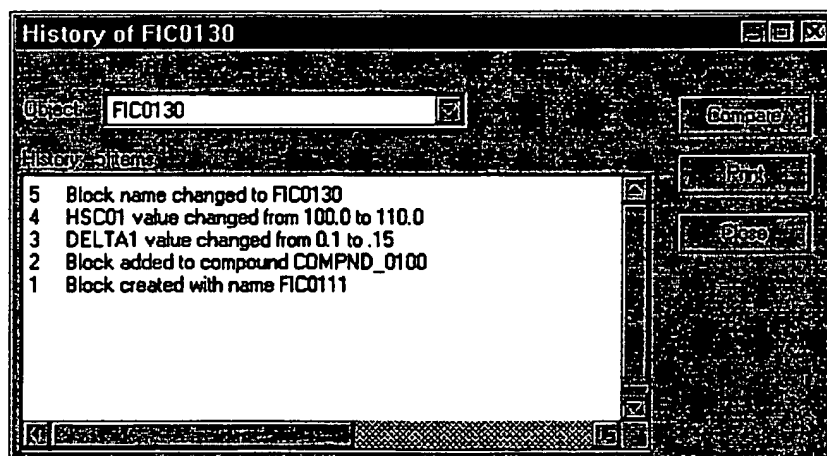 History of FIC0130
Object: FIC0130
Compare
History: 5 items
Print
5 Block name changed to FIC0130
4 HSC01 value changed from 100.0 to 110.0
3 DELTA1 value changed from 0.1 to .15
2 Block added to compound COMPND_0100
1 Block created with name FIC0111
Close